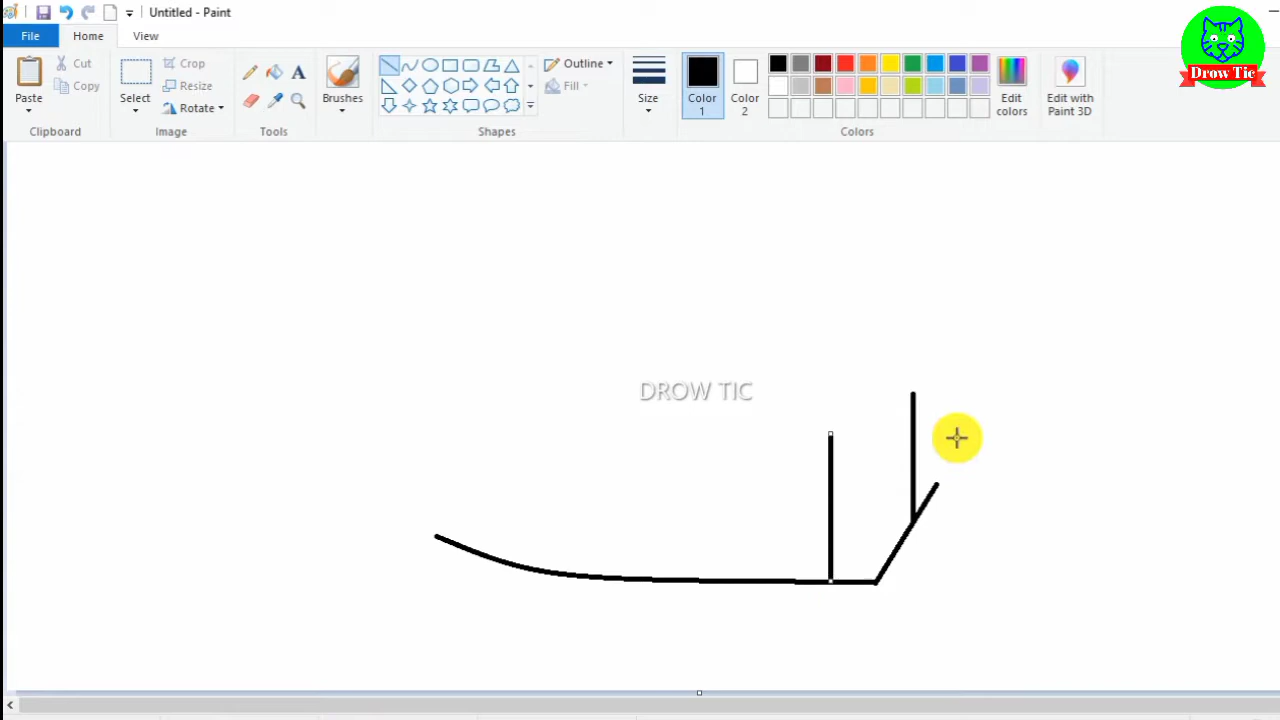 Untitled - Paint
File
Home
View
Paste
Cut
Copy
Clipboard
Select
Crop
Resize
Rotate
Image
Tools
Brushes
Outline
Fill
Shapes
Size
Color
1
Color
2
Colors
Edit
colors
Edit with
Paint 3D
Drow Tic
DROW TIC